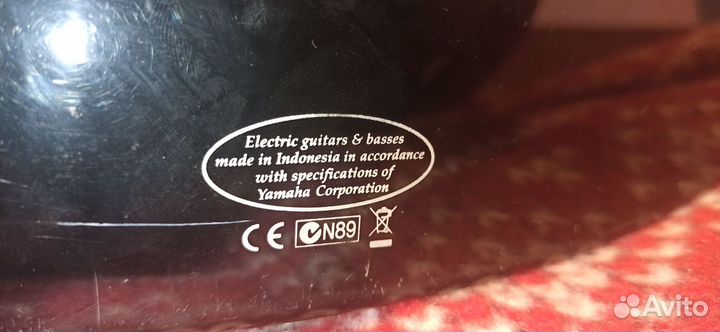 Electric guitars & basses
made in Indonesia in accordance
with specifications of
Yamaha Corporation
CE N89
Avito